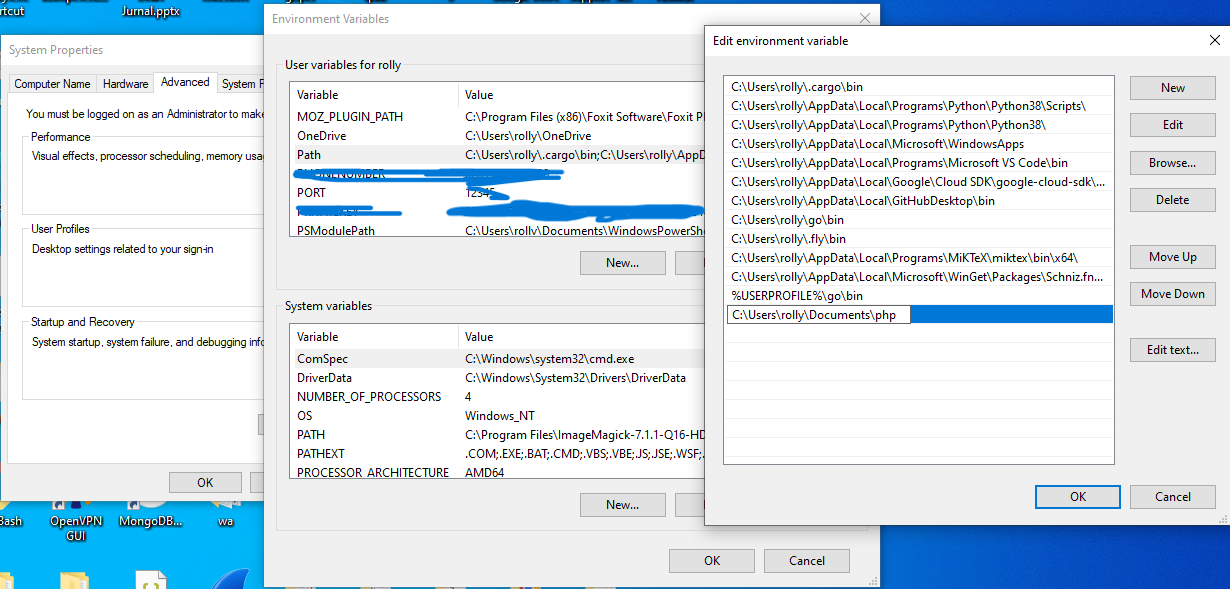 rtcut
Jurnal.pptx
System Properties
Computer Name
Hardware
Advanced
System P
You must be logged on as an Administrator to make
Performance
Visual effects, processor scheduling, memory usa
User Profiles
Desktop settings related to your sign-in
Startup and Recovery
System startup, system failure, and debugging info
OK
Bash
OpenVPN
GUI
MongoDB...
wa
Environment Variables
User variables for rolly
Variable Value
MOZ_PLUGIN_PATH C:\Program Files (x86)\Foxit Software\Foxit P
OneDrive C:\Users\rolly\OneDrive
Path C:\Users\rolly\.cargo\bin;C:\Users\rolly\AppD
PORT 12345
PSModulePath C:\Users\rolly\Documents\WindowsPowerShe
New...
System variables
Variable Value
ComSpec C:\Windows\system32\cmd.exe
DriverData C:\Windows\System32\Drivers\DriverData
NUMBER_OF_PROCESSORS 4
OS Windows_NT
PATH C:\Program Files\ImageMagick-7.1.1-Q16-HD
PATHEXT .COM;.EXE;.BAT;.CMD;.VBS;.VBE;.JS;.JSE;.WSF;.
PROCESSOR_ARCHITECTURE AMD64
New...
OK
Cancel
Edit environment variable
C:\Users\rolly\.cargo\bin
C:\Users\rolly\AppData\Local\Programs\Python\Python38\Scripts\
C:\Users\rolly\AppData\Local\Programs\Python\Python38\
C:\Users\rolly\AppData\Local\Microsoft\WindowsApps
C:\Users\rolly\AppData\Local\Programs\Microsoft VS Code\bin
C:\Users\rolly\AppData\Local\Google\Cloud SDK\google-cloud-sdk\...
C:\Users\rolly\AppData\Local\GitHubDesktop\bin
C:\Users\rolly\go\bin
C:\Users\rolly\.fly\bin
C:\Users\rolly\AppData\Local\Programs\MiKTeX\miktex\bin\x64\
C:\Users\rolly\AppData\Local\Microsoft\WinGet\Packages\Schniz.fn...
%USERPROFILE%\go\bin
C:\Users\rolly\Documents\php
New
Edit
Browse...
Delete
Move Up
Move Down
Edit text...
OK
Cancel